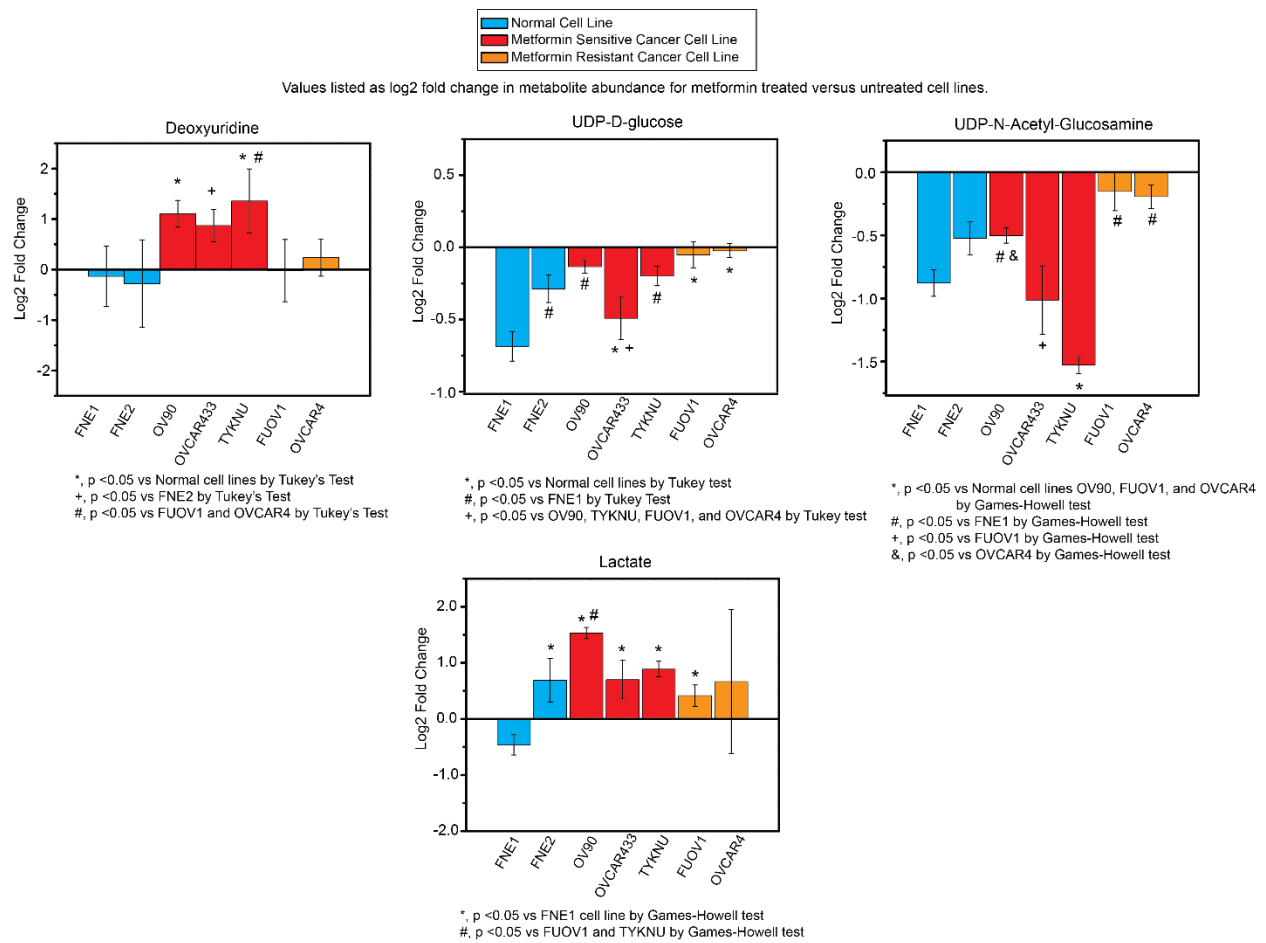 Normal Cell Line
Metformin Sensitive Cancer Cell Line
Metformin Resistant Cancer Cell Line
Values listed as log2 fold change in metabolite abundance for metformin treated versus untreated cell lines.
Deoxyuridine
Log2 Fold Change
2
1
0
-1
-2
*
+
* #
FNE1
FNE2
OV90
OVCAR433
TYKNU
FUOV1
OVCAR4
*, p <0.05 vs Normal cell lines by Tukey's Test
+, p <0.05 vs FNE2 by Tukey's Test
#, p <0.05 vs FUOV1 and OVCAR4 by Tukey's Test
UDP-D-glucose
Log2 Fold Change
0.5
0.0
-0.5
-1.0
#
#
* +
#
*
*
FNE1
FNE2
OV90
OVCAR433
TYKNU
FUOV1
OVCAR4
*, p <0.05 vs Normal cell lines by Tukey test
#, p <0.05 vs FNE1 by Tukey Test
+, p <0.05 vs OV90, TYKNU, FUOV1, and OVCAR4 by Tukey test
UDP-N-Acetyl-Glucosamine
Log2 Fold Change
0.0
-0.5
-1.0
-1.5
# &
+
*
#
#
FNE1
FNE2
OV90
OVCAR433
TYKNU
FUOV1
OVCAR4
*, p <0.05 vs Normal cell lines OV90, FUOV1, and OVCAR4
by Games-Howell test
#, p <0.05 vs FNE1 by Games-Howell test
+, p <0.05 vs FUOV1 by Games-Howell test
&, p <0.05 vs OVCAR4 by Games-Howell test
Lactate
Log2 Fold Change
2.0
1.0
0.0
-1.0
-2.0
*
* #
*
*
*
FNE1
FNE2
OV90
OVCAR433
TYKNU
FUOV1
OVCAR4
*, p <0.05 vs FNE1 cell line by Games-Howell test
#, p <0.05 vs FUOV1 and TYKNU by Games-Howell test